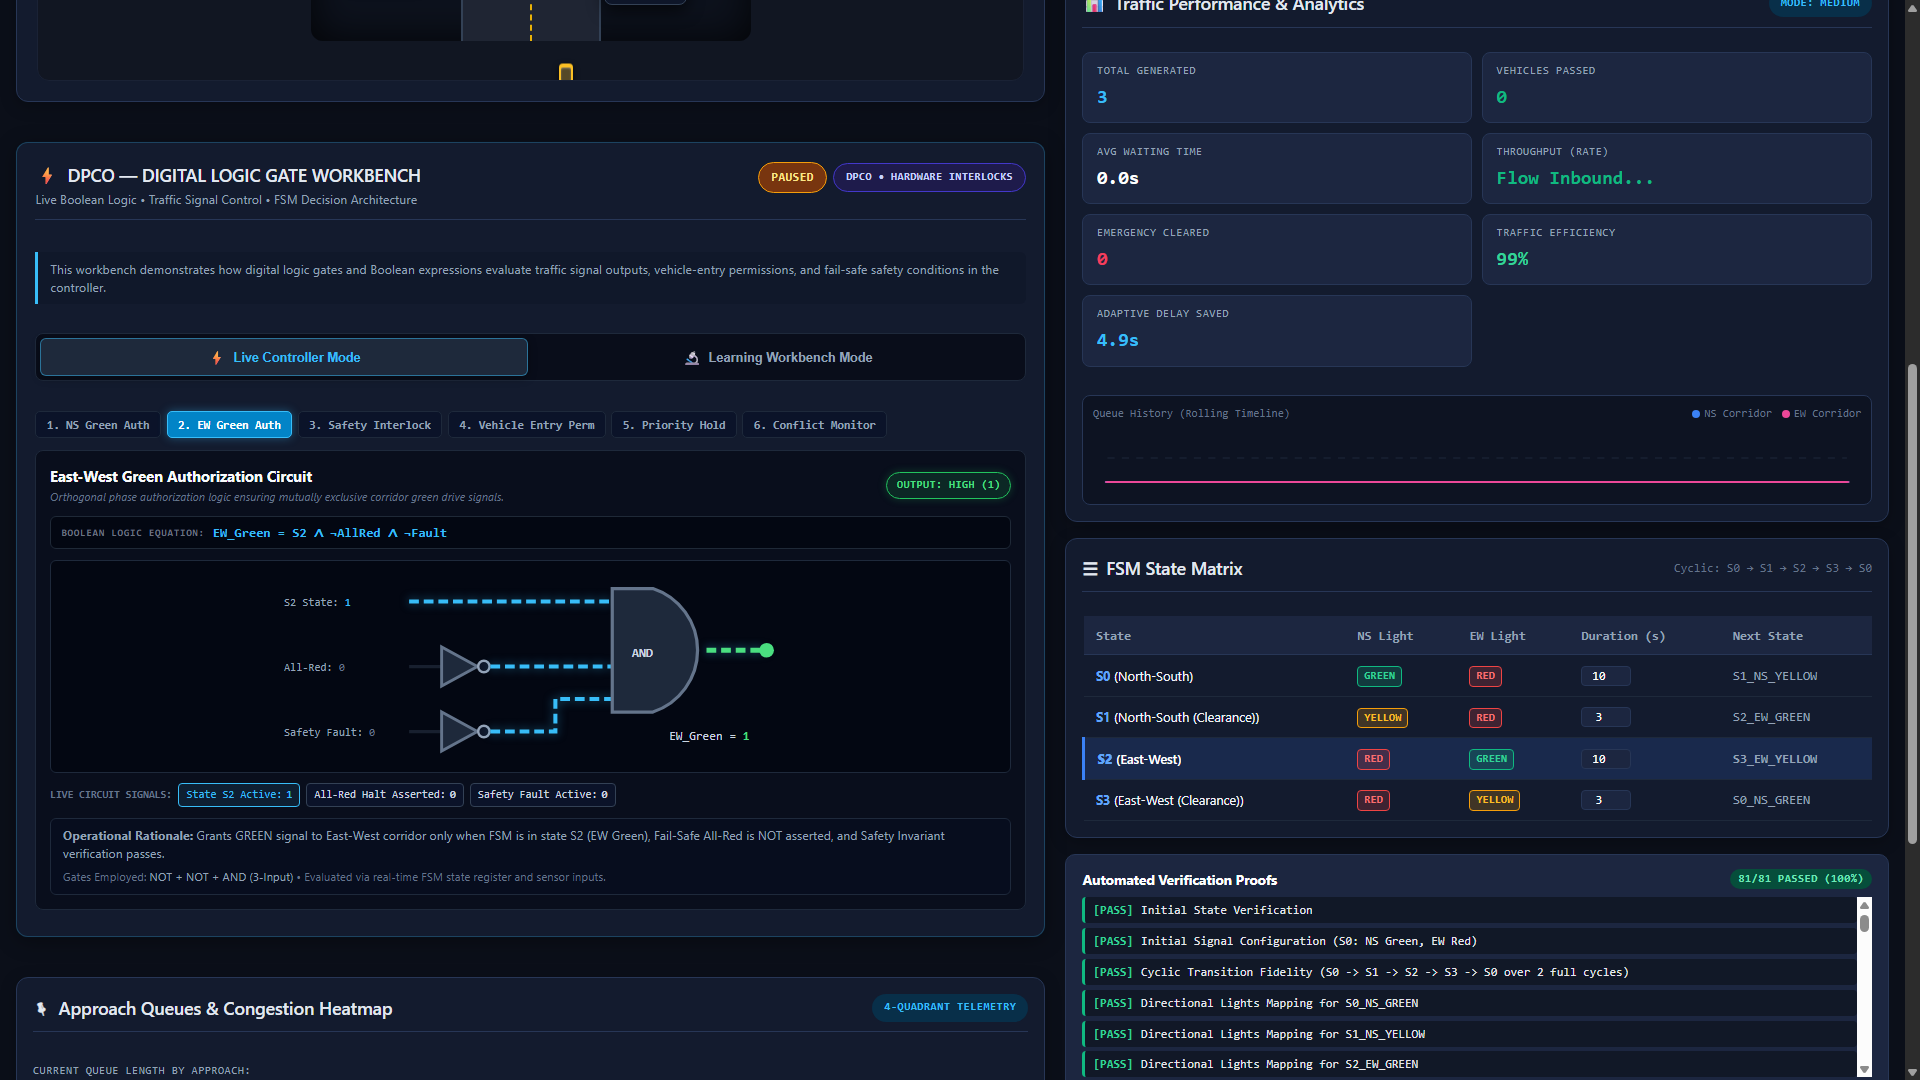 DPCO — DIGITAL LOGIC GATE WORKBENCH
PAUSED
DPCO • HARDWARE INTERLOCKS
Live Boolean Logic • Traffic Signal Control • FSM Decision Architecture
This workbench demonstrates how digital logic gates and Boolean expressions evaluate traffic signal outputs, vehicle-entry permissions, and fail-safe safety conditions in the
controller.
Live Controller Mode
Learning Workbench Mode
1. NS Green Auth
2. EW Green Auth
3. Safety Interlock
4. Vehicle Entry Perm
5. Priority Hold
6. Conflict Monitor
East-West Green Authorization Circuit
OUTPUT: HIGH (1)
Orthogonal phase authorization logic ensuring mutually exclusive corridor green drive signals.
BOOLEAN LOGIC EQUATION: EW_Green = S2 ∧ ¬AllRed ∧ ¬Fault
S2 State: 1
All-Red: 0
Safety Fault: 0
AND
EW_Green = 1
LIVE CIRCUIT SIGNALS: State S2 Active: 1 All-Red Halt Asserted: 0 Safety Fault Active: 0
Operational Rationale: Grants GREEN signal to East-West corridor only when FSM is in state S2 (EW Green), Fail-Safe All-Red is NOT asserted, and Safety Invariant
verification passes.
Gates Employed: NOT + NOT + AND (3-Input) • Evaluated via real-time FSM state register and sensor inputs.
Approach Queues & Congestion Heatmap
4-QUADRANT TELEMETRY
CURRENT QUEUE LENGTH BY APPROACH:
Traffic Performance & Analytics
MODE: MEDIUM
TOTAL GENERATED
3
VEHICLES PASSED
0
AVG WAITING TIME
0.0s
THROUGHPUT (RATE)
Flow Inbound...
EMERGENCY CLEARED
0
TRAFFIC EFFICIENCY
99%
ADAPTIVE DELAY SAVED
4.9s
Queue History (Rolling Timeline)
NS Corridor
EW Corridor
FSM State Matrix
Cyclic: S0 → S1 → S2 → S3 → S0
State NS Light EW Light Duration (s) Next State
S0 (North-South) GREEN RED 10 S1_NS_YELLOW
S1 (North-South (Clearance)) YELLOW RED 3 S2_EW_GREEN
S2 (East-West) RED GREEN 10 S3_EW_YELLOW
S3 (East-West (Clearance)) RED YELLOW 3 S0_NS_GREEN
Automated Verification Proofs
81/81 PASSED (100%)
[PASS] Initial State Verification
[PASS] Initial Signal Configuration (S0: NS Green, EW Red)
[PASS] Cyclic Transition Fidelity (S0 -> S1 -> S2 -> S3 -> S0 over 2 full cycles)
[PASS] Directional Lights Mapping for S0_NS_GREEN
[PASS] Directional Lights Mapping for S1_NS_YELLOW
[PASS] Directional Lights Mapping for S2_EW_GREEN